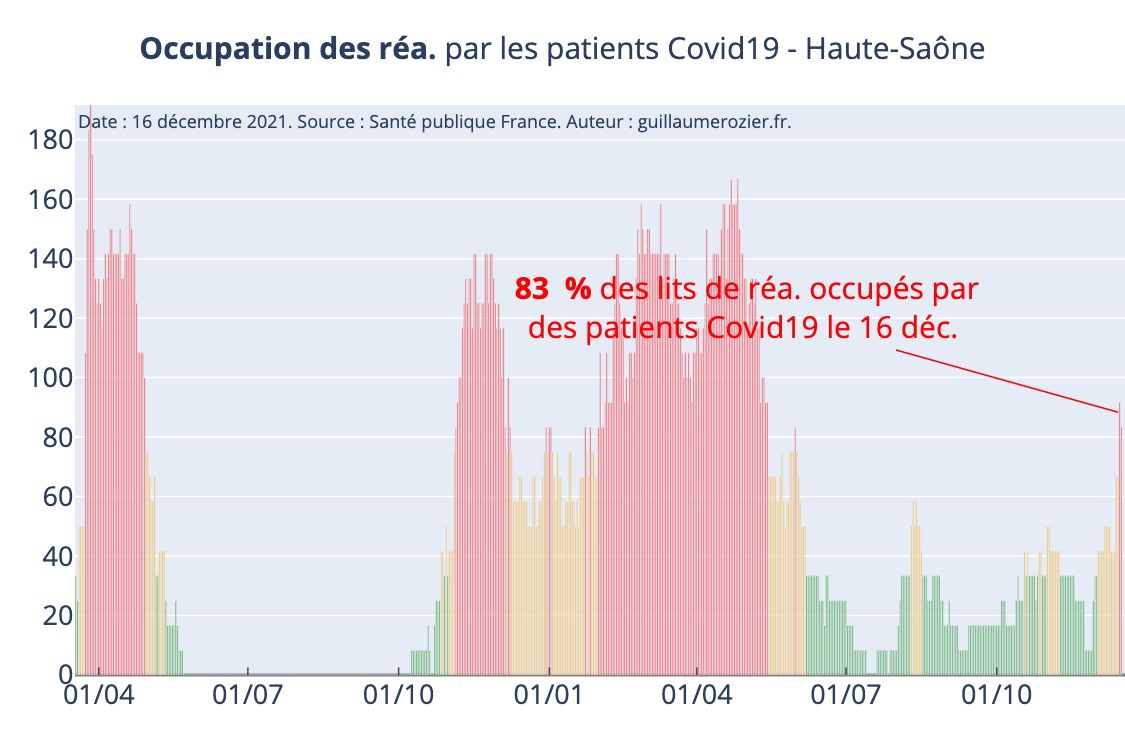 Occupation des réa. par les patients Covid19 - Haute-Saône
Date : 16 décembre 2021. Source : Santé publique France. Auteur : guillaumerozier.fr.
180
160
140
83 % des lits de réa. occupés par
des patients Covid19 le 16 déc.
120
100
80
60
40
20
0
01/04 01/07 01/10 01/01 01/04 01/07 01/10